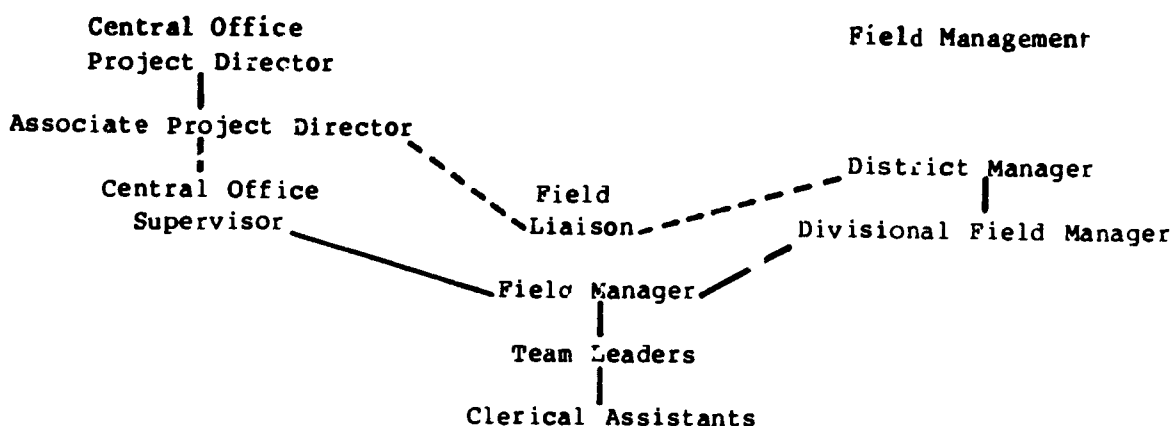 Central Office
Project Director
Field Management
Associate Project Director
District Manager
Central Office
Supervisor
Field
Liaison
Divisional Field Manager
Field Manager
Team Leaders
Clerical Assistants